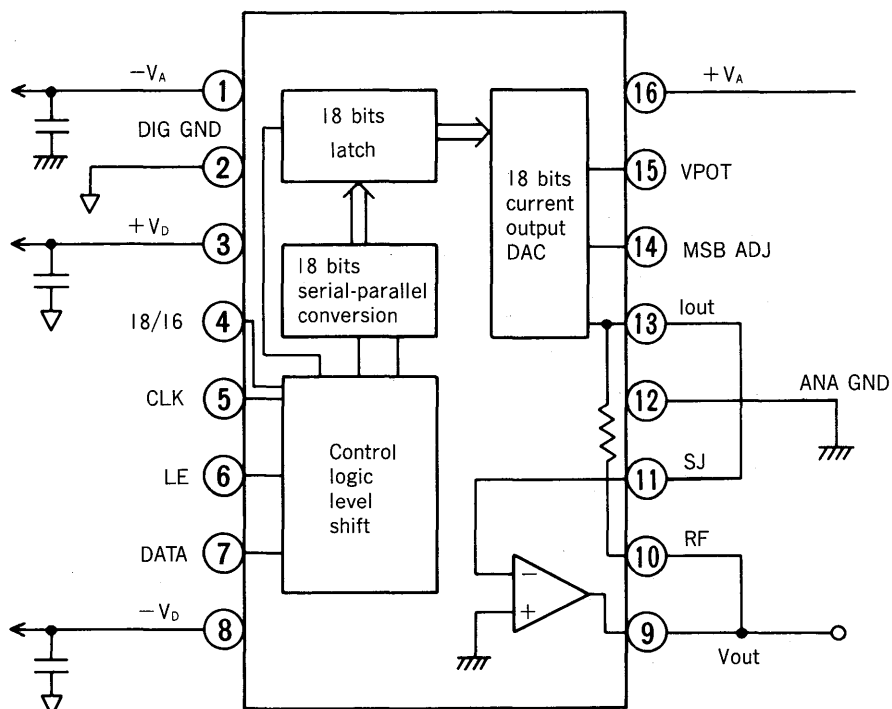 −VA
1
DIG GND
2
+VD
3
18/16
4
CLK
5
LE
6
DATA
7
−VD
8
18 bits
latch
18 bits
serial-parallel
conversion
Control
logic
level
shift
18 bits
current
output
DAC
−
+
+VA
16
15
VPOT
14
MSB ADJ
Iout
13
ANA GND
12
SJ
11
RF
10
9
Vout